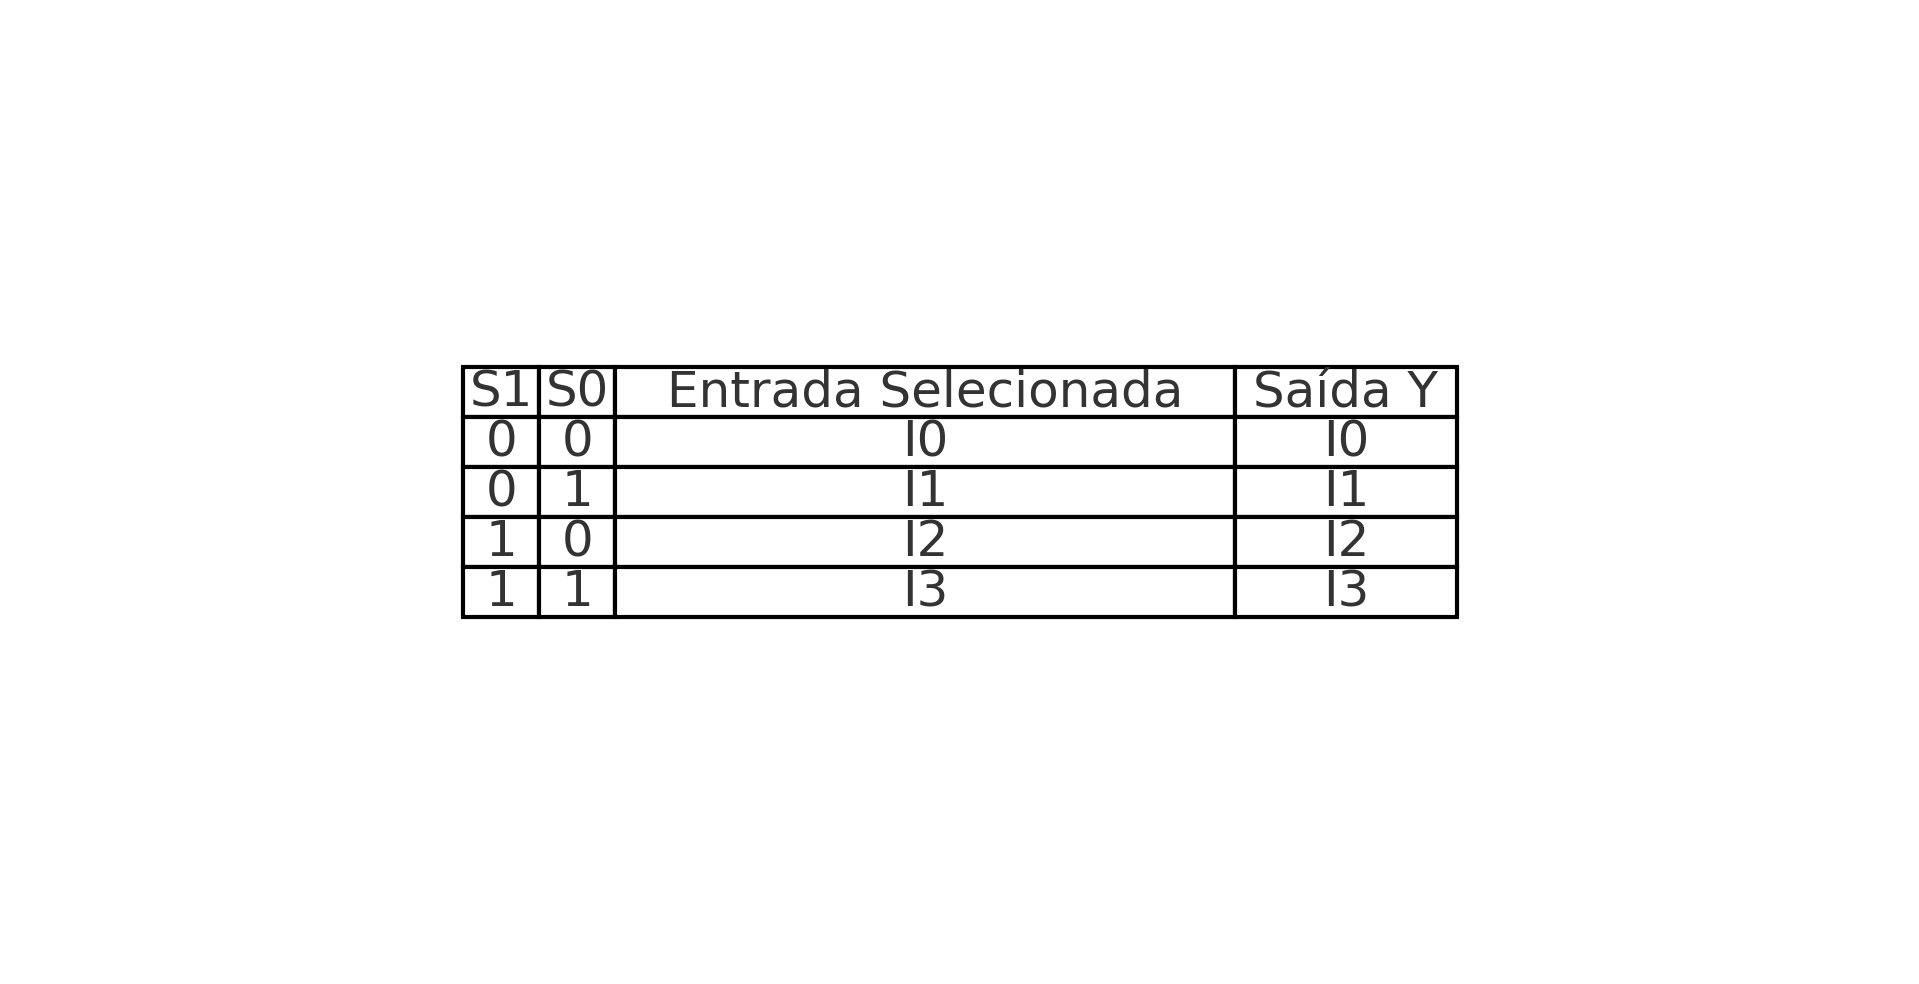 S1 S0 Entrada Selecionada Saída Y
0 0 I0 I0
0 1 I1 I1
1 0 I2 I2
1 1 I3 I3